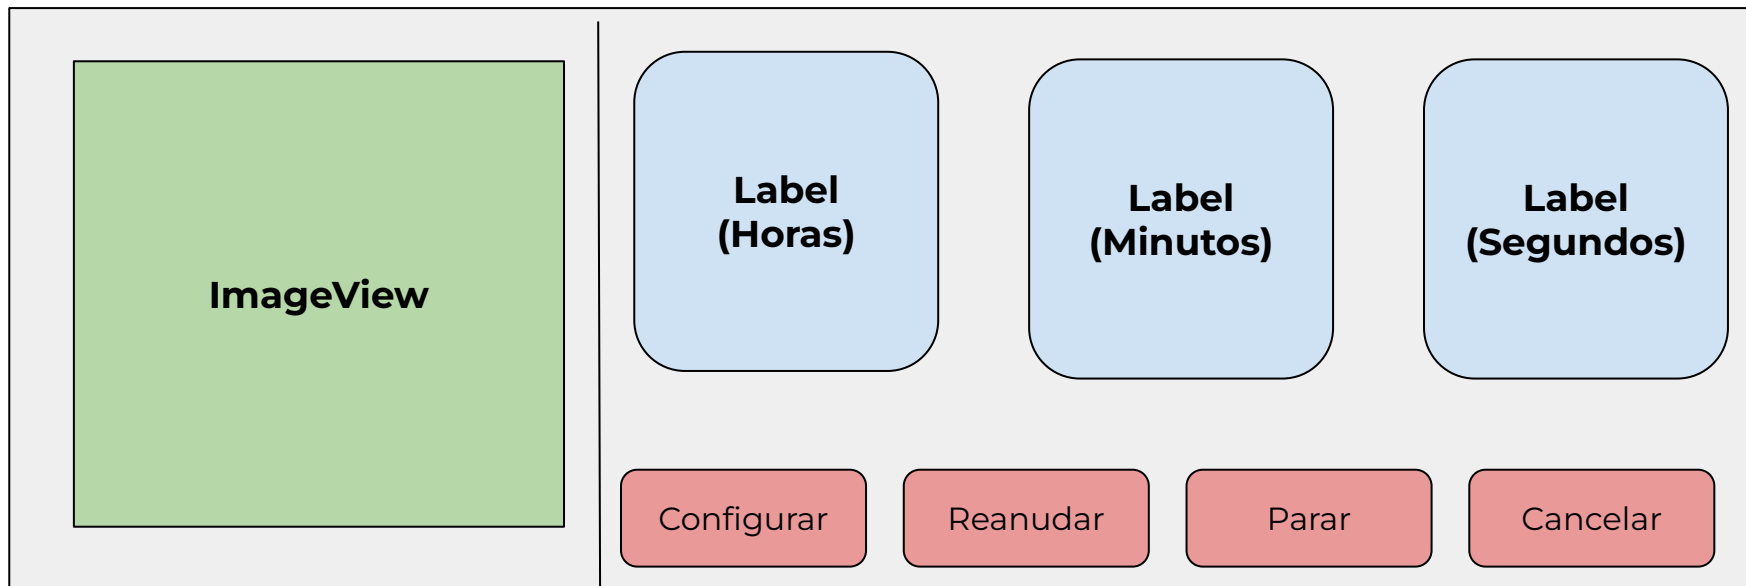 ImageView
Label
(Horas)
Label
(Minutos)
Label
(Segundos)
Configurar
Reanudar
Parar
Cancelar